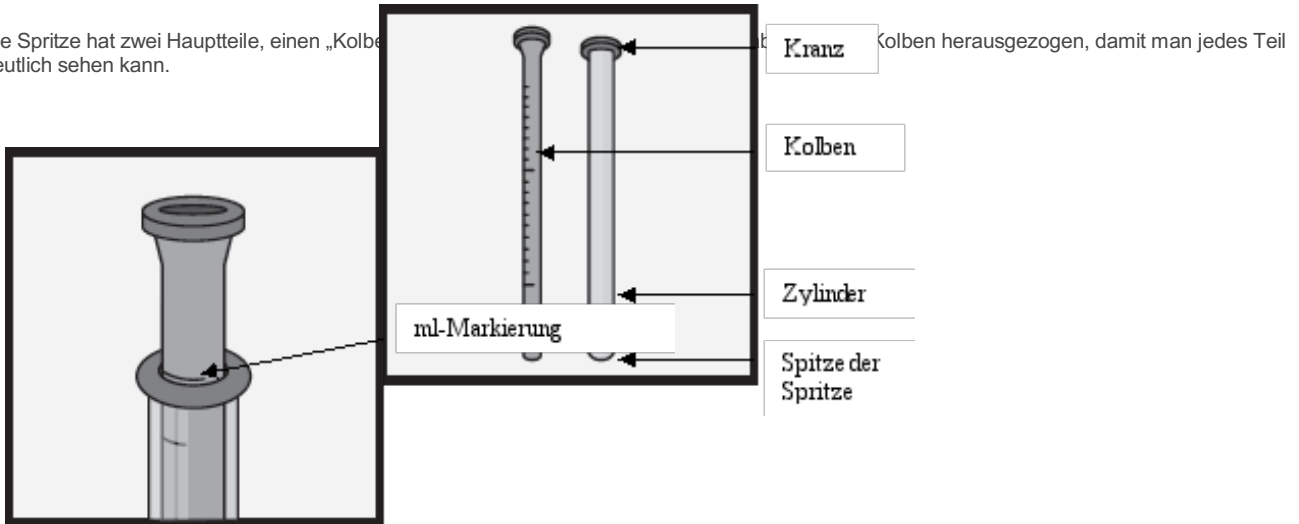 e Spritze hat zwei Hauptteile, einen „Kolbe Kolben herausgezogen, damit man jedes Teil
eutlich sehen kann.
Kranz
Kolben
Zylinder
ml-Markierung
Spitze der
Spritze